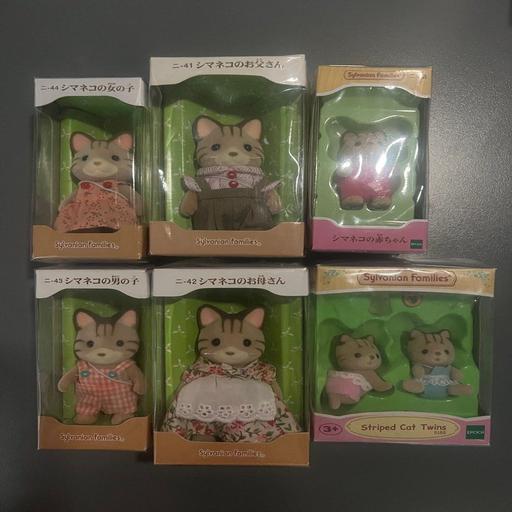 ニ-44 シマネコの女の子
Sylvanian Families
ニ-41 シマネコのお父さん
Sylvanian Families
Sylvanian Families
シマネコの赤ちゃん
EPOCH
ニ-43 シマネコの男の子
Sylvanian Families
ニ-42 シマネコのお母さん
Sylvanian Families
Sylvanian Families
3+
Striped Cat Twins
5188
EPOCH